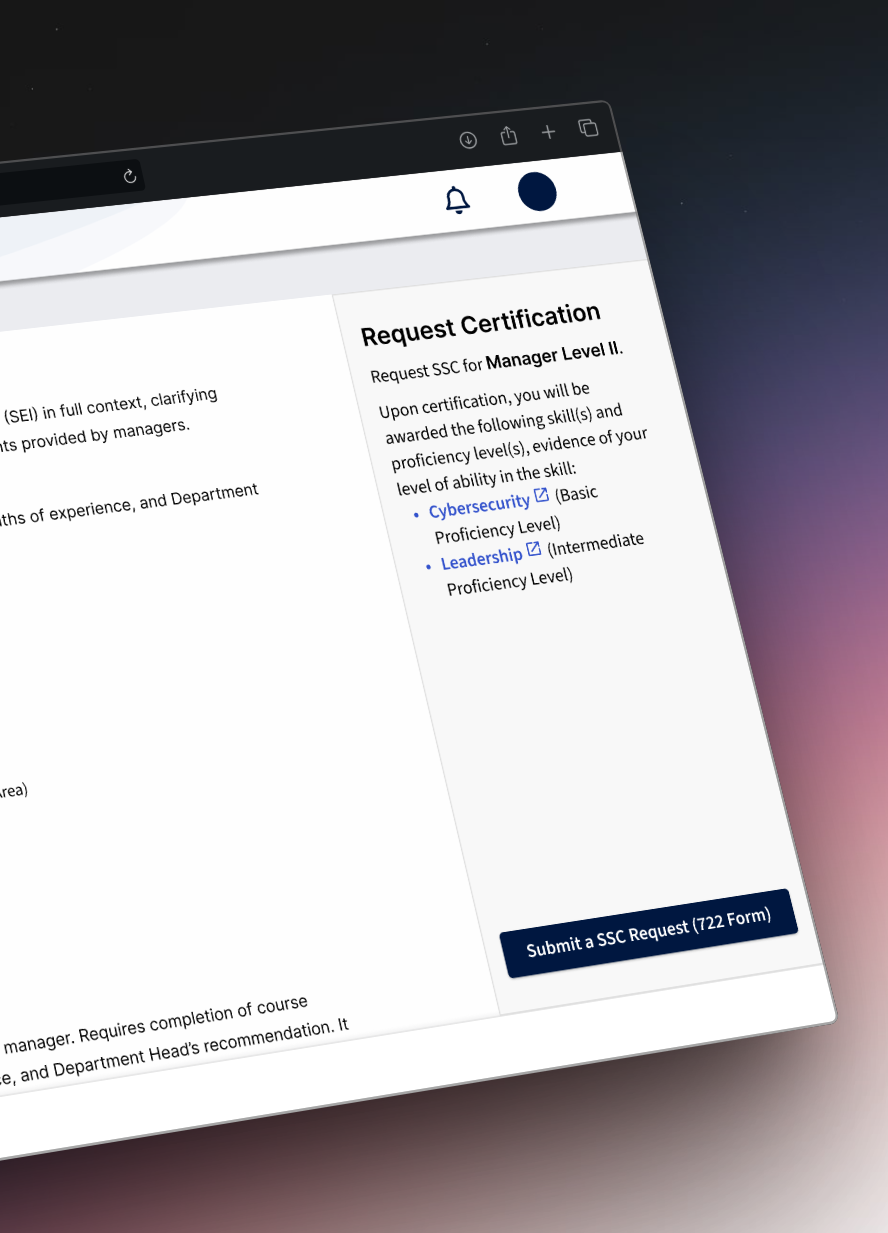 Request Certification
Request SSC for Manager Level II.
Upon certification, you will be
awarded the following skill(s) and
proficiency level(s), evidence of your
level of ability in the skill:
• Cybersecurity (Basic
Proficiency Level)
• Leadership (Intermediate
Proficiency Level)
Submit a SSC Request (722 Form)
(SEI) in full context, clarifying
provided by managers.
of experience, and Department
manager. Requires completion of course
and Department Head's recommendation. It